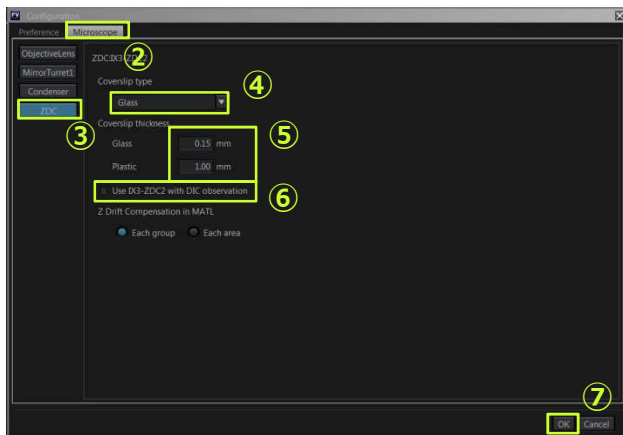 FV Configuration
Preference Microscope
②
ObjectiveLens
MirrorTurret1
Condenser
ZDC
③
ZDC:IX3-ZDC2
Coverslip type
④
Glass
Coverslip thickness
⑤
Glass 0.15 mm
Plastic 1.00 mm
Use IX3-ZDC2 with DIC observation
⑥
Z Drift Compensation in MATL
Each group Each area
⑦
OK Cancel